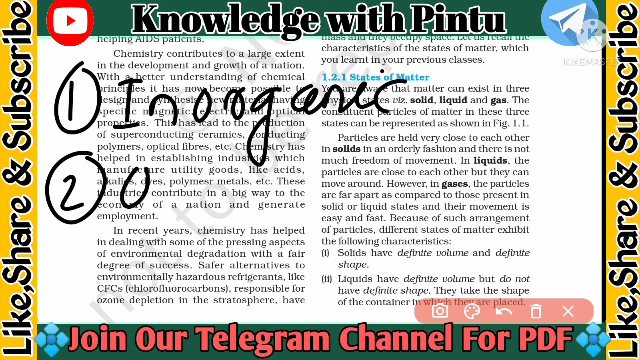 Knowledge with Pintu
Like,Share & Subscribe
helping AIDS patients.
Chemistry contributes to a large extent
in the development and growth of a nation.
With a better understanding of chemical
principles it has now become possible to
design and synthesise new materials having
specific magnetic, electric and optical
properties. This has lead to the production
of superconducting ceramics, conducting
polymers, optical fibres, etc. Chemistry has
helped in establishing industries which
manufacture utility goods, like acids,
alkalies, dyes, polymer metals, etc. These
industries contribute in a big way to the
economy of a nation and generate
employment.
In recent years, chemistry has helped
in dealing with some of the pressing aspects
of environmental degradation with a fair
degree of success. Safer alternatives to
environmentally hazardous refrigerants, like
CFCs (chlorofluorocarbons), responsible for
ozone depletion in the stratosphere, have
1 Inorgani
2 O
mass and they occupy space. Let us recall the
characteristics of the states of matter, which
you learnt in your previous classes.
1.2.1 States of Matter
You are aware that matter can exist in three
physical states viz. solid, liquid and gas. The
constituent particles of matter in these three
states can be represented as shown in Fig. 1.1.
Particles are held very close to each other
in solids in an orderly fashion and there is not
much freedom of movement. In liquids, the
particles are close to each other but they can
move around. However, in gases, the particles
are far apart as compared to those present in
solid or liquid states and their movement is
easy and fast. Because of such arrangement
of particles, different states of matter exhibit
the following characteristics:
(i) Solids have definite volume and definite
shape.
(ii) Liquids have definite volume but do not
have definite shape. They take the shape
of the container in which they are placed.
KINEMASTER
Like,Share & Subscribe
Join Our Telegram Channel For PDF